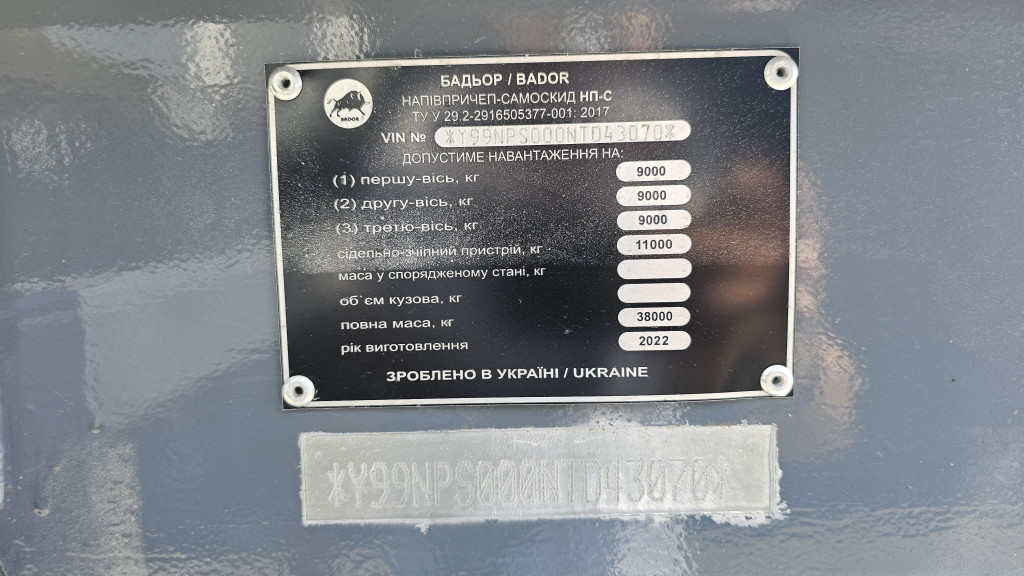 БАДЬОР / BADOR
НАПІВПРИЧЕП-САМОСКИД НП-С
ТУ У 29.2-2916505377-001: 2017
BADOR
VIN № *Y99NPS000NTD43070*
ДОПУСТИМЕ НАВАНТАЖЕННЯ НА:
(1) першу-вісь, кг 9000
(2) другу-вісь, кг 9000
(3) третю-вісь, кг 9000
сідельно-зчіпний пристрій, кг 11000
маса у спорядженому стані, кг
об`єм кузова, кг
повна маса, кг 38000
рік виготовлення 2022
ЗРОБЛЕНО В УКРАЇНІ / UKRAINE
*Y99NPS000NTD43070*